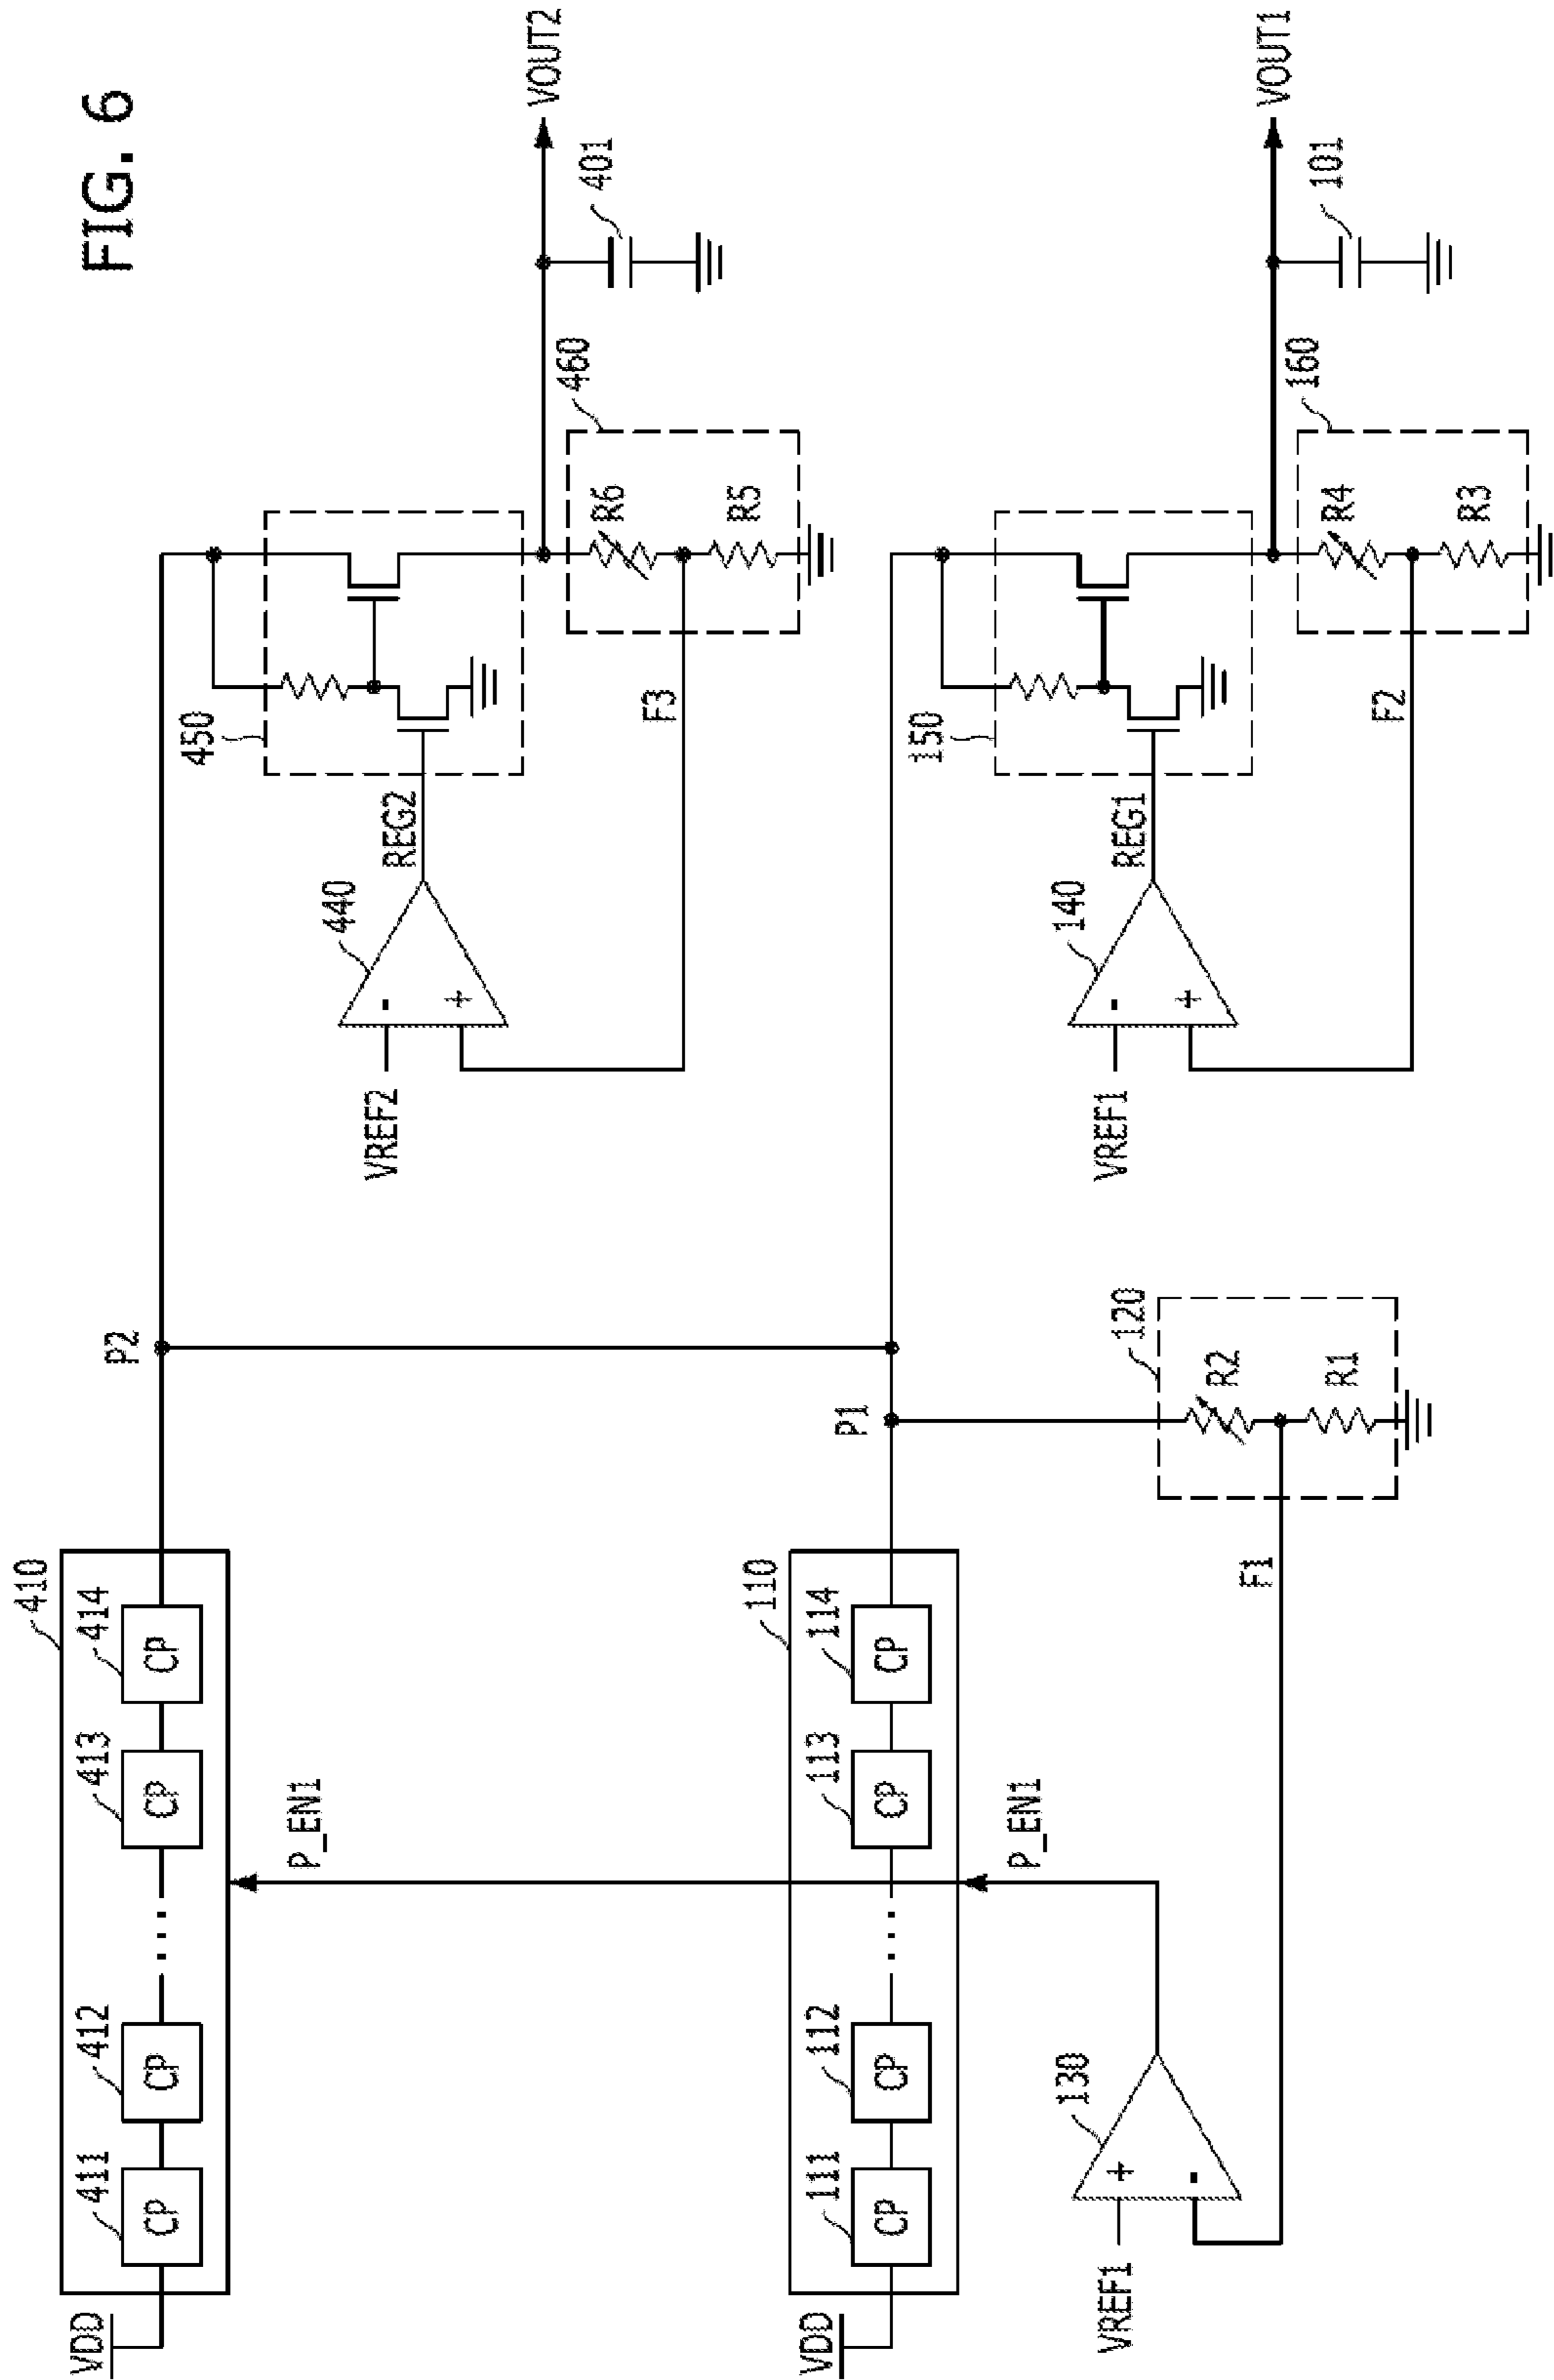 FIG. 6
410
411
412
413
414
VDD
CP
CP
...
CP
CP
P2
P_EN1
450
440
VREF2
-
+
REG2
F3
R6
R5
460
VOUT2
401
110
111
112
113
114
VDD
CP
CP
...
CP
CP
P1
P_EN1
130
VREF1
+
-
F1
120
R2
R1
150
140
VREF1
-
+
REG1
F2
R4
R3
160
VOUT1
101